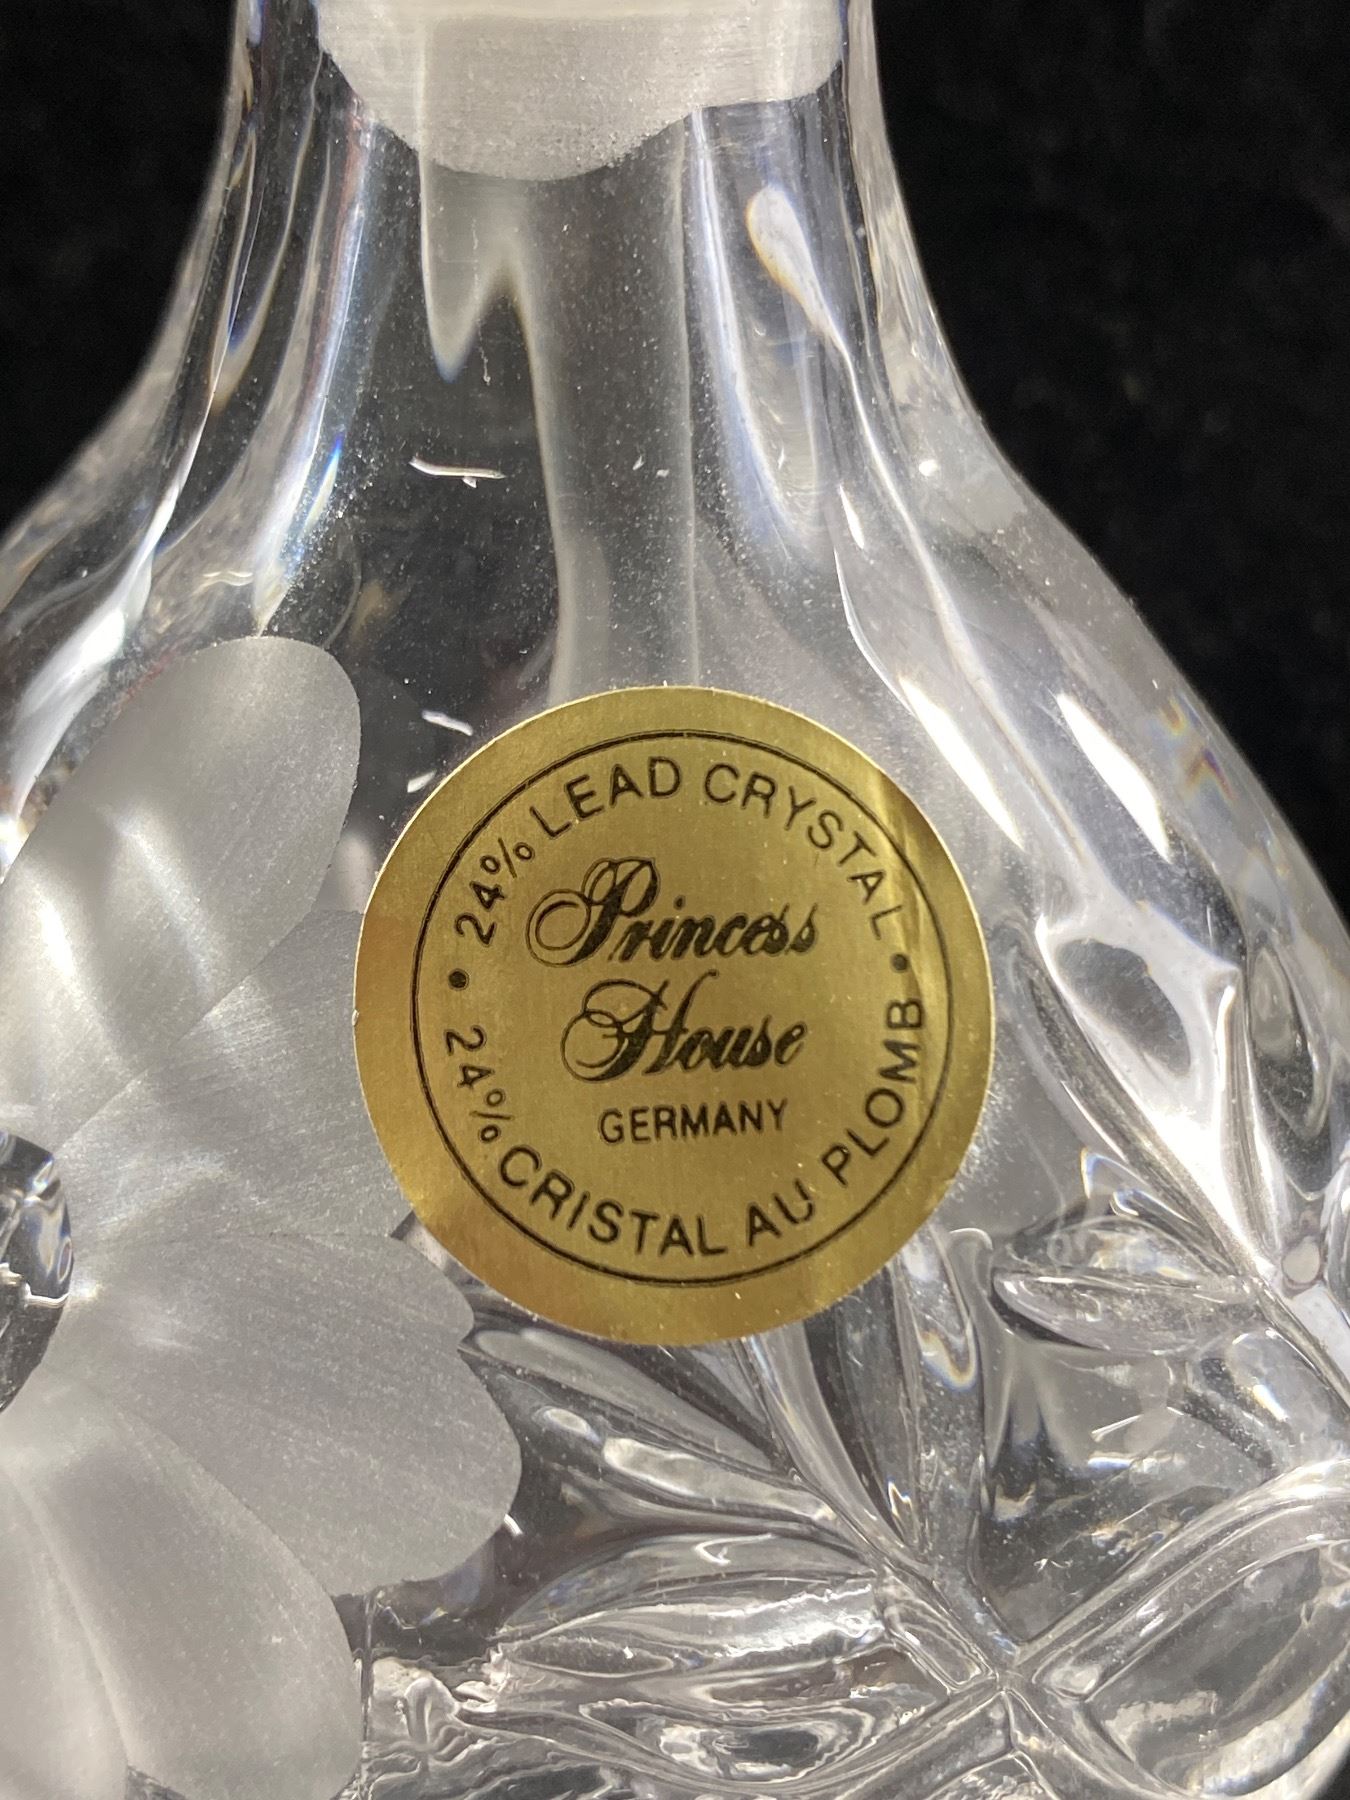 • 24% LEAD CRYSTAL •
Princess
House
GERMANY
24% CRISTAL AU PLOMB